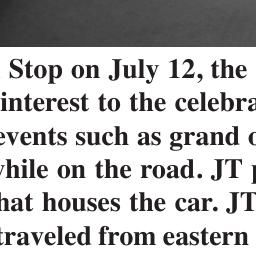 Stop on July 12, the
interest to the celebra
events such as grand o
while on the road. JT p
hat houses the car. JT
traveled from eastern